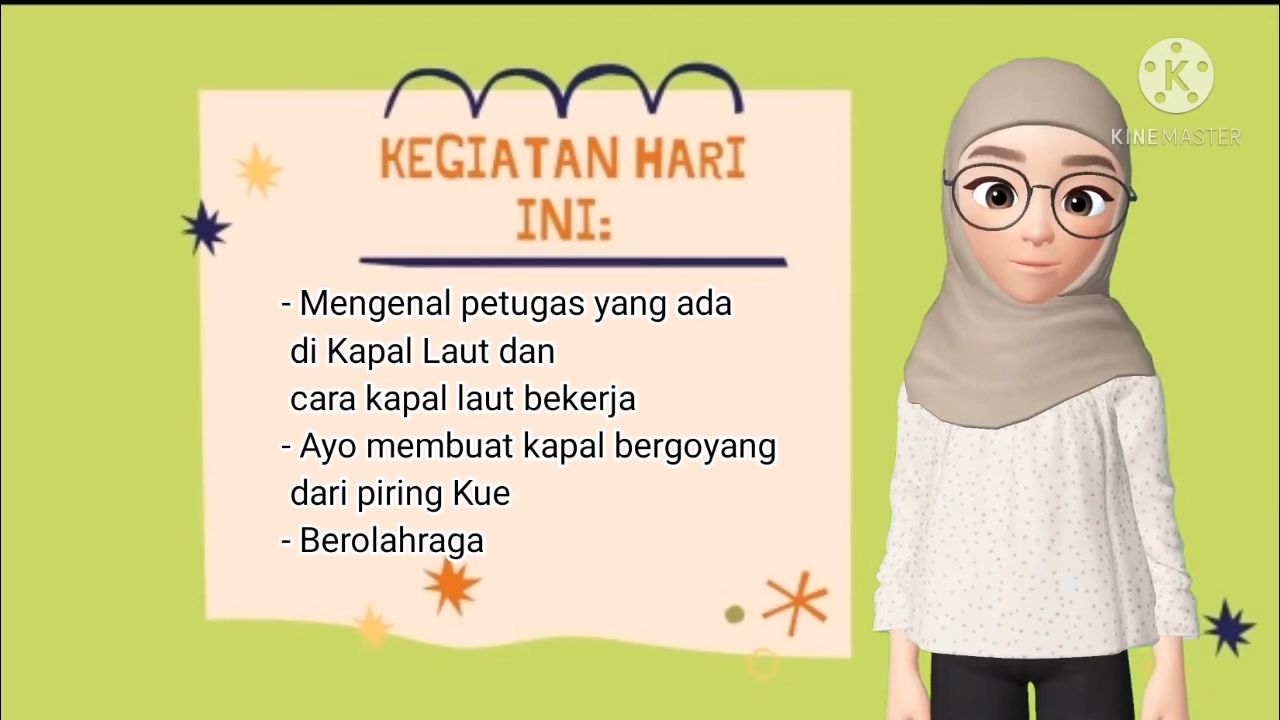 KEGIATAN HARI
INI:
- Mengenal petugas yang ada
di Kapal Laut dan
cara kapal laut bekerja
- Ayo membuat kapal bergoyang
dari piring Kue
- Berolahraga
K
KINEMASTER